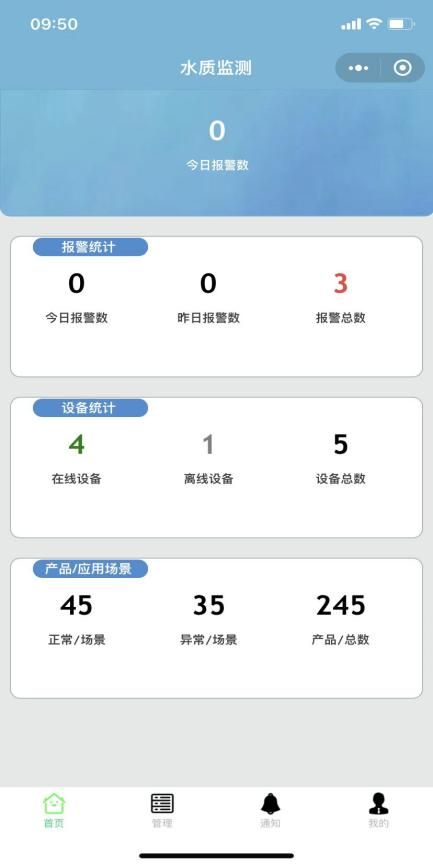 09:50
水质监测
0
今日报警数
报警统计
0 0 3
今日报警数 昨日报警数 报警总数
设备统计
4 1 5
在线设备 离线设备 设备总数
产品/应用场景
45 35 245
正常/场景 异常/场景 产品/总数
首页 管理 通知 我的